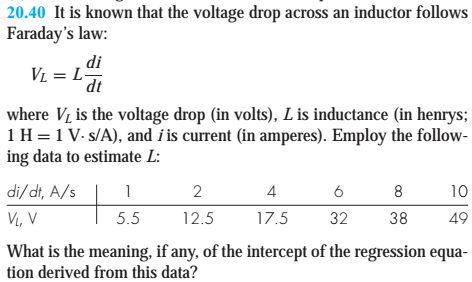 20.40 It is known that the voltage drop across an inductor follows
Faraday's law:
V_L = L di/dt
where V_L is the voltage drop (in volts), L is inductance (in henrys;
1 H = 1 V· s/A), and i is current (in amperes). Employ the follow-
ing data to estimate L:
di/dt, A/s 1 2 4 6 8 10
V_L, V 5.5 12.5 17.5 32 38 49
What is the meaning, if any, of the intercept of the regression equa-
tion derived from this data?